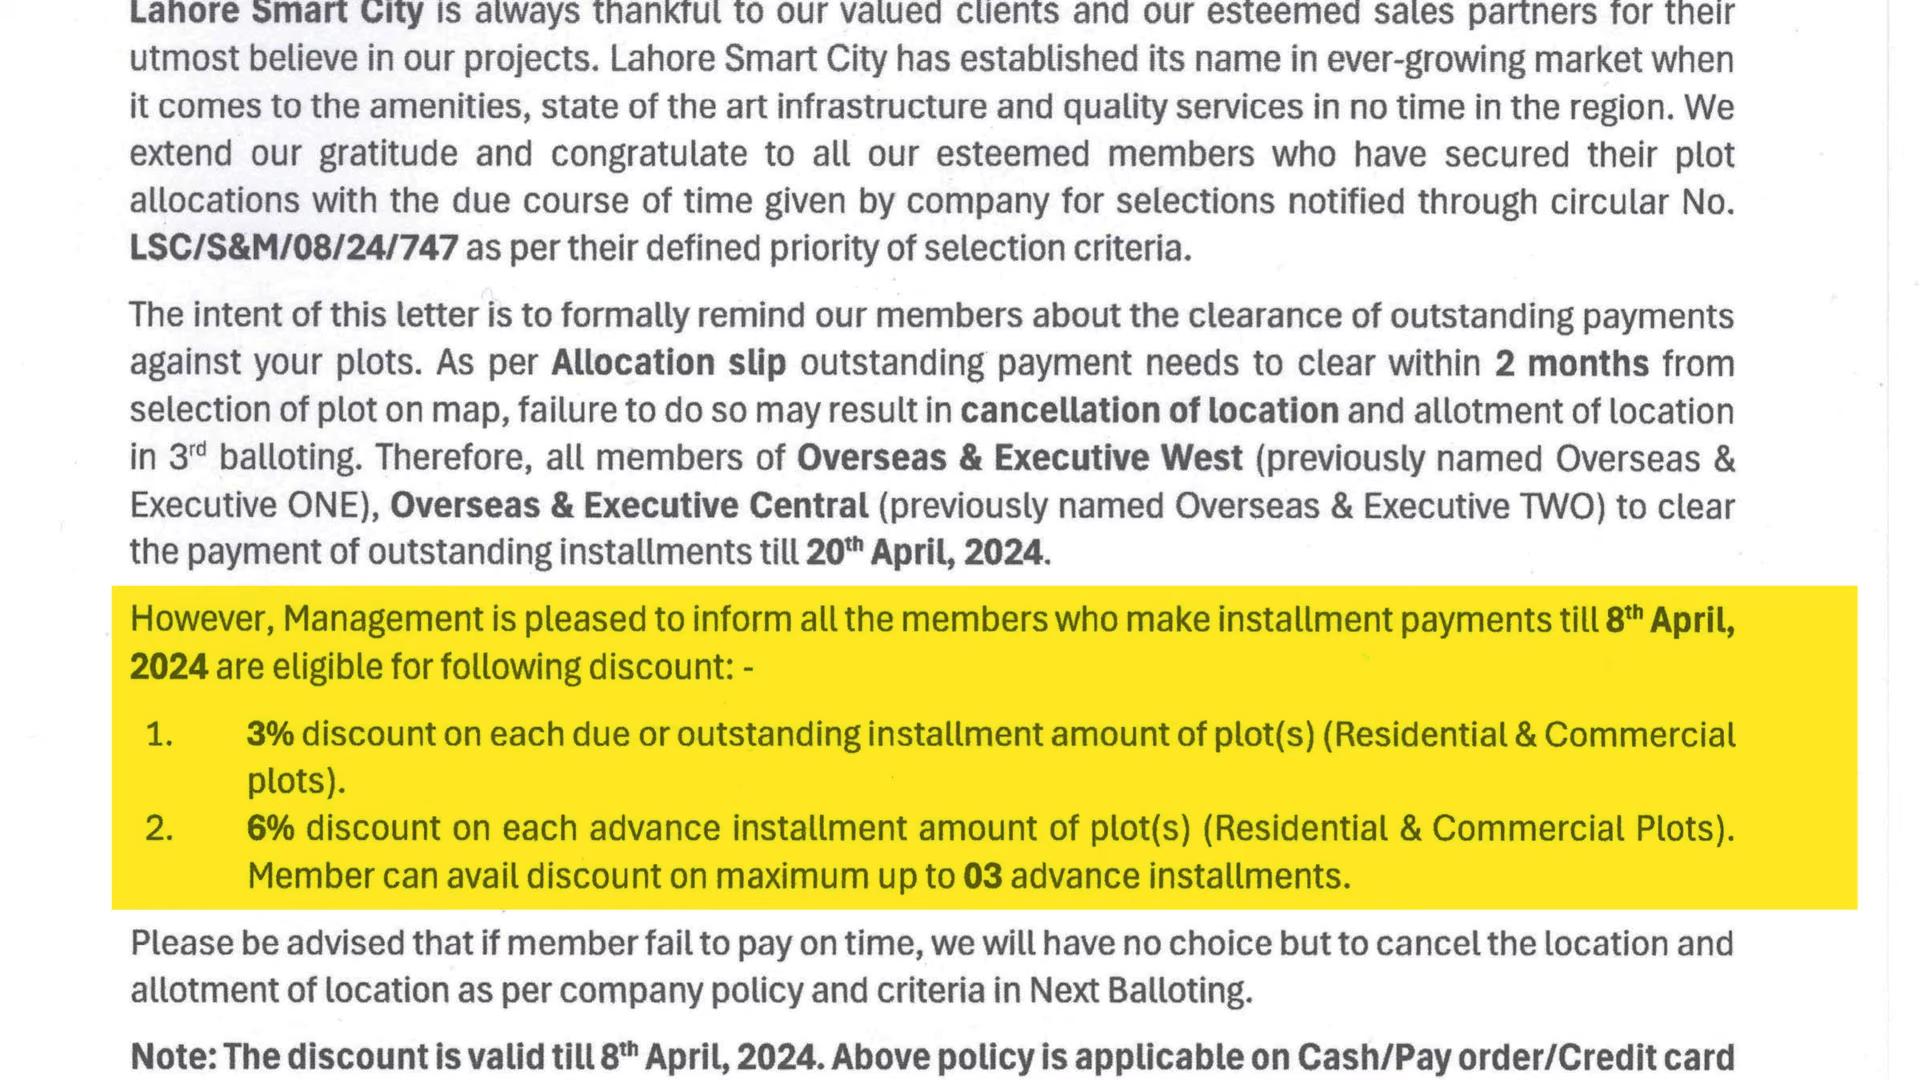 Lahore Smart City is always thankful to our valued clients and our esteemed sales partners for their
utmost believe in our projects. Lahore Smart City has established its name in ever-growing market when
it comes to the amenities, state of the art infrastructure and quality services in no time in the region. We
extend our gratitude and congratulate to all our esteemed members who have secured their plot
allocations with the due course of time given by company for selections notified through circular No.
LSC/S&M/08/24/747 as per their defined priority of selection criteria.
The intent of this letter is to formally remind our members about the clearance of outstanding payments
against your plots. As per Allocation slip outstanding payment needs to clear within 2 months from
selection of plot on map, failure to do so may result in cancellation of location and allotment of location
in 3rd balloting. Therefore, all members of Overseas & Executive West (previously named Overseas &
Executive ONE), Overseas & Executive Central (previously named Overseas & Executive TWO) to clear
the payment of outstanding installments till 20th April, 2024.
However, Management is pleased to inform all the members who make installment payments till 8th April,
2024 are eligible for following discount: -
1. 3% discount on each due or outstanding installment amount of plot(s) (Residential & Commercial
plots).
2. 6% discount on each advance installment amount of plot(s) (Residential & Commercial Plots).
Member can avail discount on maximum up to 03 advance installments.
Please be advised that if member fail to pay on time, we will have no choice but to cancel the location and
allotment of location as per company policy and criteria in Next Balloting.
Note: The discount is valid till 8th April, 2024. Above policy is applicable on Cash/Pay order/Credit card